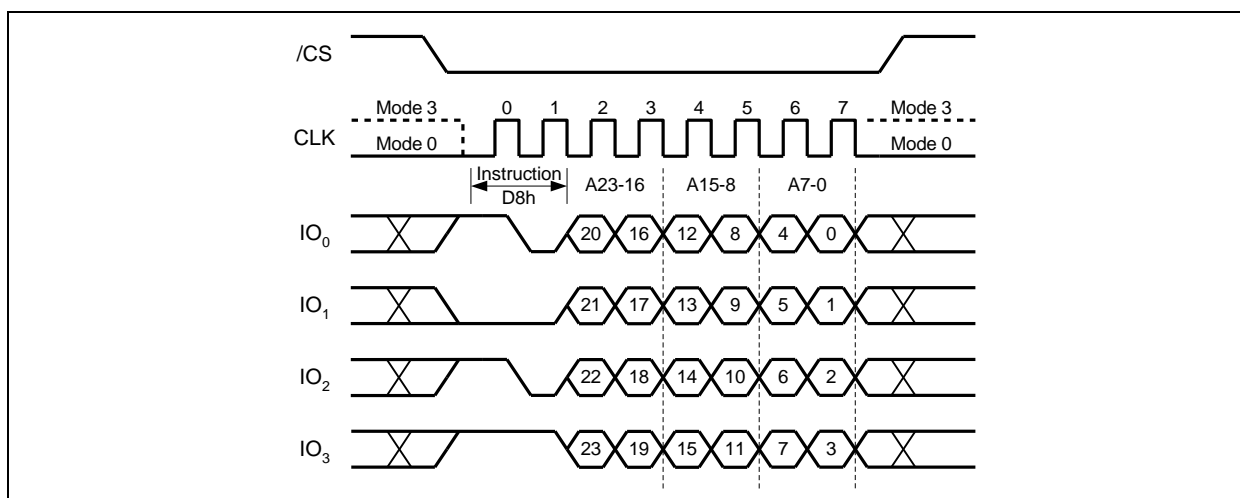 /CS
Mode 3 0 1 2 3 4 5 6 7 Mode 3
CLK Mode 0 Mode 0
Instruction
D8h A23-16 A15-8 A7-0
IO0 20 16 12 8 4 0
IO1 21 17 13 9 5 1
IO2 22 18 14 10 6 2
IO3 23 19 15 11 7 3